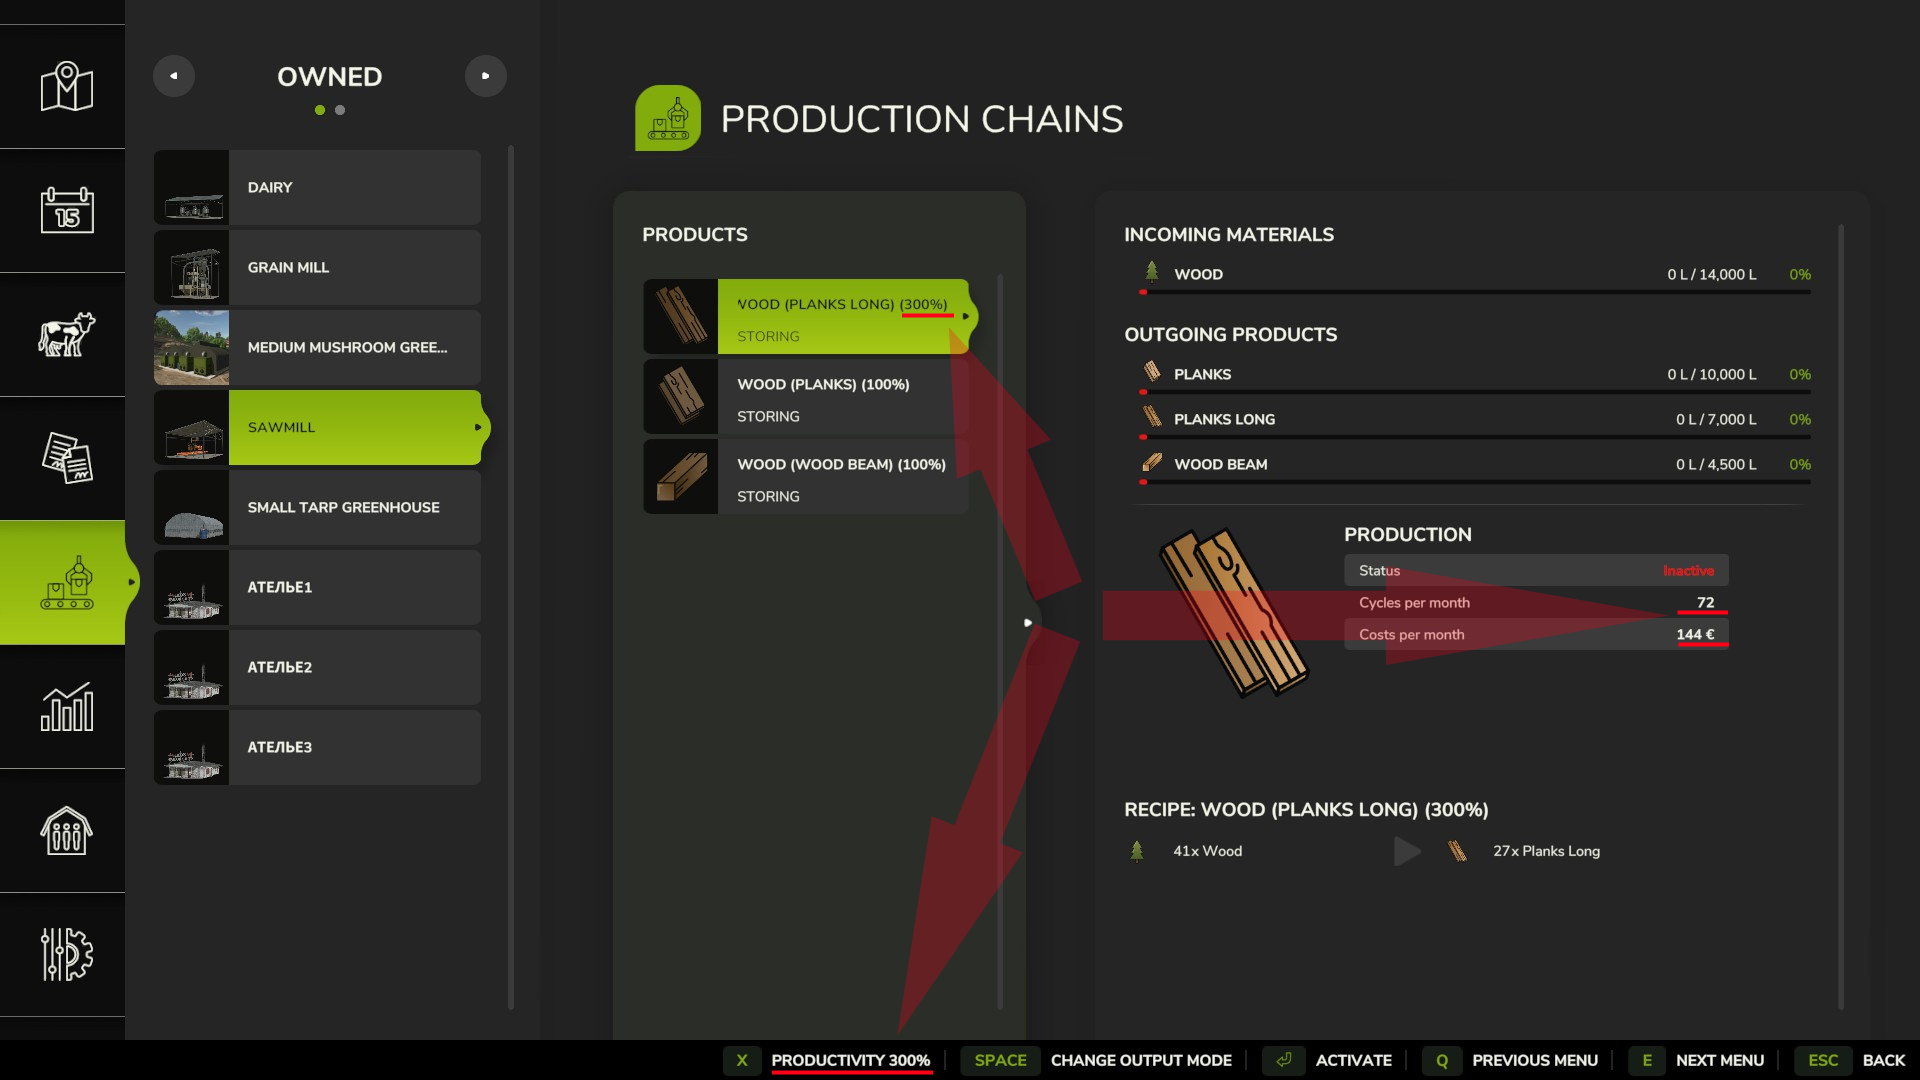 OWNED
DAIRY
GRAIN MILL
MEDIUM MUSHROOM GREE...
SAWMILL
SMALL TARP GREENHOUSE
АТЕЛЬЕ1
АТЕЛЬЕ2
АТЕЛЬЕ3
15
PRODUCTION CHAINS
PRODUCTS
WOOD (PLANKS LONG) (300%)
STORING
WOOD (PLANKS) (100%)
STORING
WOOD (WOOD BEAM) (100%)
STORING
INCOMING MATERIALS
WOOD 0 L / 14,000 L 0%
OUTGOING PRODUCTS
PLANKS 0 L / 10,000 L 0%
PLANKS LONG 0 L / 7,000 L 0%
WOOD BEAM 0 L / 4,500 L 0%
PRODUCTION
Status Inactive
Cycles per month 72
Costs per month 144 €
RECIPE: WOOD (PLANKS LONG) (300%)
41x Wood 27x Planks Long
X PRODUCTIVITY 300% SPACE CHANGE OUTPUT MODE ACTIVATE Q PREVIOUS MENU E NEXT MENU ESC BACK